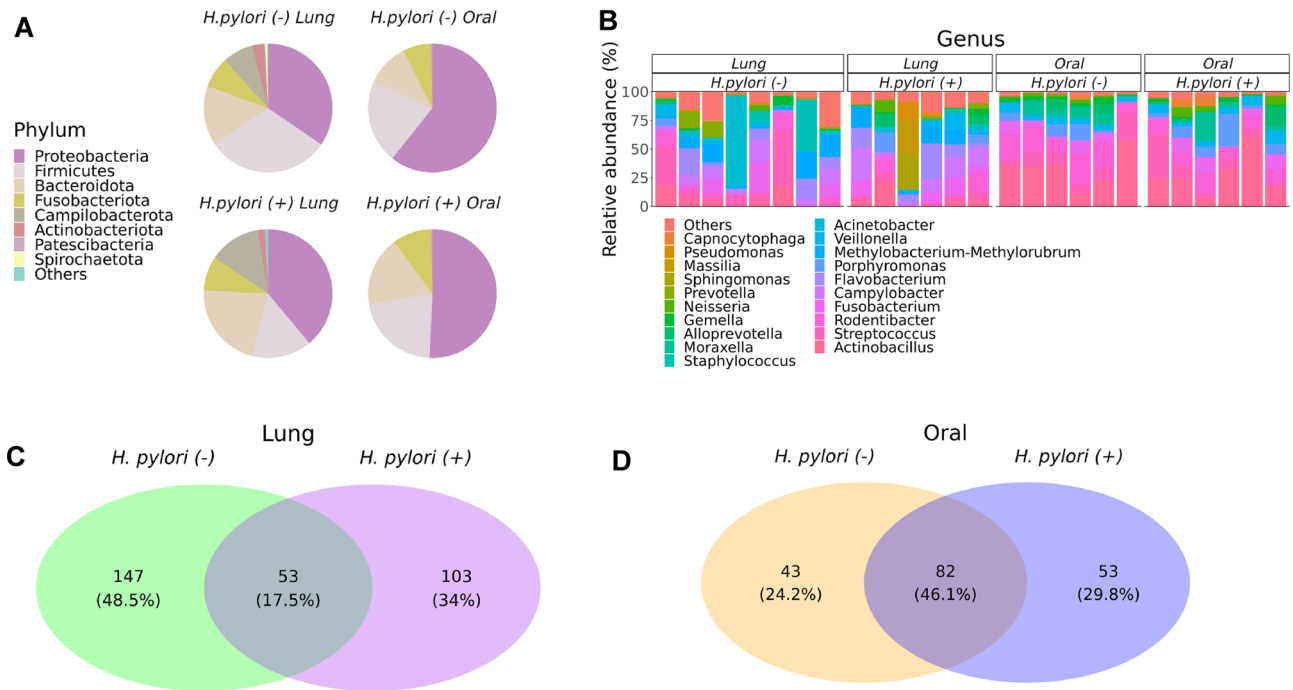 A
H.pylori (-) Lung
H.pylori (-) Oral
Phylum
Proteobacteria
Firmicutes
Bacteroidota
Fusobacteriota
Campilobacterota
Actinobacteriota
Patescibacteria
Spirochaetota
Others
H.pylori (+) Lung
H.pylori (+) Oral
B
Genus
Lung
Lung
Oral
Oral
H.pylori (-)
H.pylori (+)
H.pylori (-)
H.pylori (+)
Relative abundance (%)
100
75
50
25
0
Others
Capnocytophaga
Pseudomonas
Massilia
Sphingomonas
Prevotella
Neisseria
Gemella
Alloprevotella
Moraxella
Staphylococcus
Acinetobacter
Veillonella
Methylobacterium-Methylorubrum
Porphyromonas
Flavobacterium
Campylobacter
Fusobacterium
Rodentibacter
Streptococcus
Actinobacillus
C
Lung
H. pylori (-)
H. pylori (+)
147
(48.5%)
53
(17.5%)
103
(34%)
D
Oral
H. pylori (-)
H. pylori (+)
43
(24.2%)
82
(46.1%)
53
(29.8%)